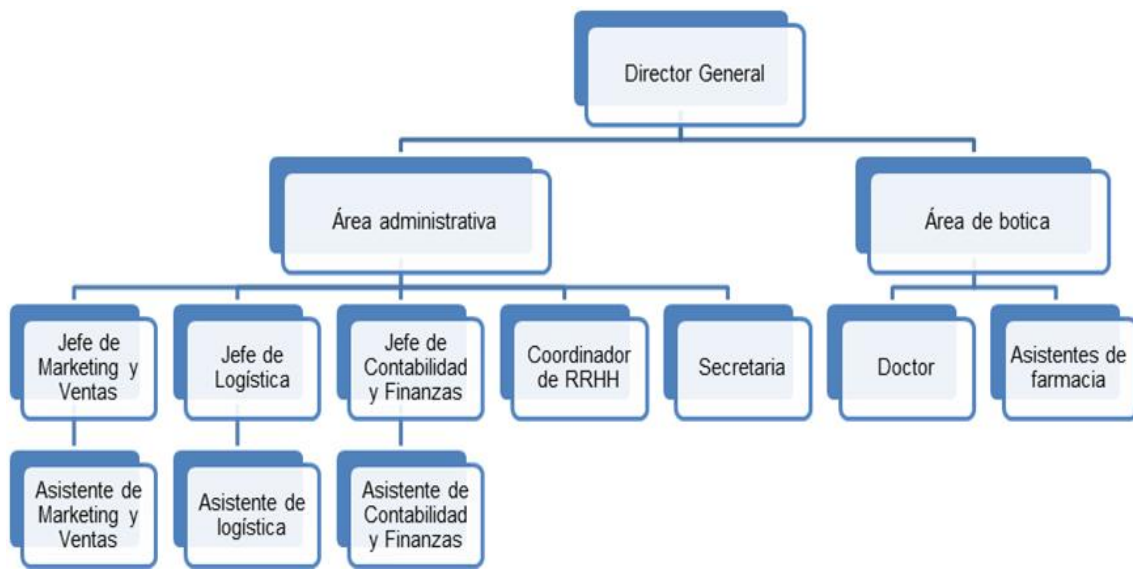 Director General
Área administrativa
Área de botica
Jefe de
Marketing y
Ventas
Jefe de
Logística
Jefe de
Contabilidad
y Finanzas
Coordinador
de RRHH
Secretaria
Doctor
Asistentes de
farmacia
Asistente de
Marketing y
Ventas
Asistente de
logística
Asistente de
Contabilidad
y Finanzas